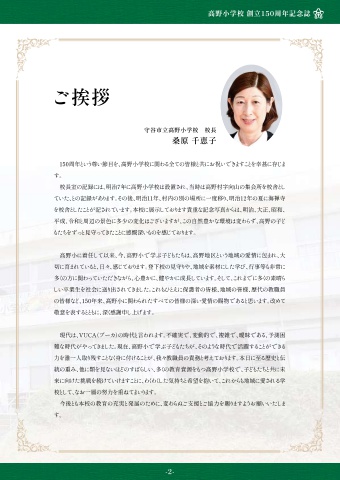 高野小学校 創立150周年記念誌
ご挨拶
守谷市立高野小学校 校長
桑原 千恵子
150周年という尊い節目を、高野小学校に関わる全ての皆様と共にお祝いできますことを幸甚に存じま
す。
校長室の記録には、明治7年に高野小学校は設置され、当時は高野村字向山の集会所を校舎とし
ていた、との記録があります。その後、明治11年、村内の別の場所に一度移り、明治12年の夏に海禅寺
を校舎としたことが記されています。本校に展示しております貴重な記念写真からは、明治、大正、昭和、
平成、令和と周辺の景色に多少の変化はございますが、この自然豊かな環境は変わらず、高野の子ど
もたちをずっと見守ってきたことに感慨深いものを感じております。
高野小に着任して以来、今、高野小で学ぶ子どもたちは、高野地区という地域の愛情に包まれ、大
切に育まれていると、日々、感じております。登下校の見守りや、地域を素材にした学び、行事等を非常に
多くの方に関わっていただきながら、心豊かに、健やかに成長しています。そして、これまでに多くの素晴ら
しい卒業生を社会に送り出されてきました。これもひとえに保護者の皆様、地域の皆様、歴代の教職員
の皆様など、150年来、高野小に関わられたすべての皆様の深い愛情の賜物であると思います。改めて
敬意を表するとともに、深く感謝申し上げます。
現代は、VUCA(ブーカ)の時代と言われます。不確実で、変動的で、複雑で、曖昧である、予測困
難な時代がやってきました。現在、高野小で学ぶ子どもたちが、そのような時代で活躍することができる
力を誰一人取り残すことなく身に付けることが、我々教職員の責務と考えております。本日に至る歴史と伝
統の重み、他に類を見ないほどのすばらしい、多くの教育資源をもつ高野小学校で、子どもたちと共に未
来に向けた挑戦を続けていけますことに、わくわくした気持ちと希望を抱いて、これからも地域に愛される学
校として、なお一層の努力を重ねてまいります。
今後とも本校の教育の充実と発展のために、変わらぬご支援とご協力を賜りますようお願いいたしま
す。
-2-